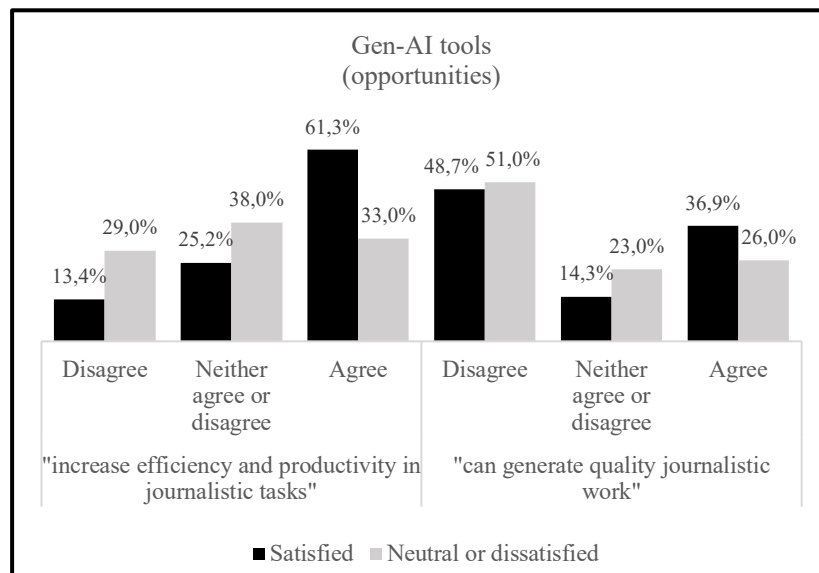 Gen-AI tools
(opportunities)
61,3%
48,7%
51,0%
29,0%
38,0%
33,0%
36,9%
13,4%
25,2%
14,3%
23,0%
26,0%
Disagree
Neither
agree or
disagree
Agree
Disagree
Neither
agree or
disagree
Agree
"increase efficiency and productivity in
journalistic tasks"
"can generate quality journalistic
work"
Satisfied
Neutral or dissatisfied